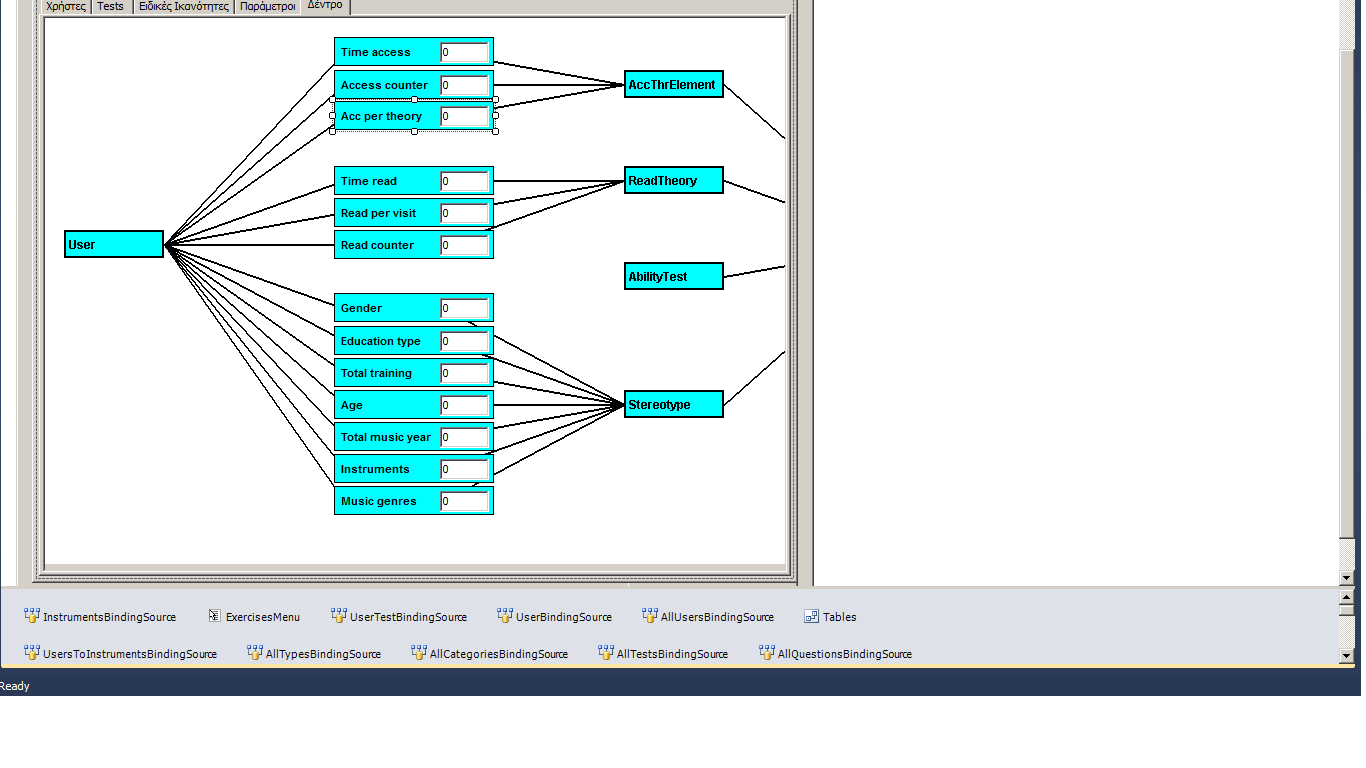 Χρήστες Tests Ειδικές Ικανότητες Παράμετροι Δέντρο
Time access 0
Access counter 0
AccThrElement
Acc per theory 0
Time read 0
ReadTheory
Read per visit 0
User
Read counter 0
AbilityTest
Gender 0
Education type 0
Total training 0
Age 0
Stereotype
Total music year 0
Instruments 0
Music genres 0
InstrumentsBindingSource ExercisesMenu UserTestBindingSource UserBindingSource AllUsersBindingSource Tables
UsersToInstrumentsBindingSource AllTypesBindingSource AllCategoriesBindingSource AllTestsBindingSource AllQuestionsBindingSource
Ready